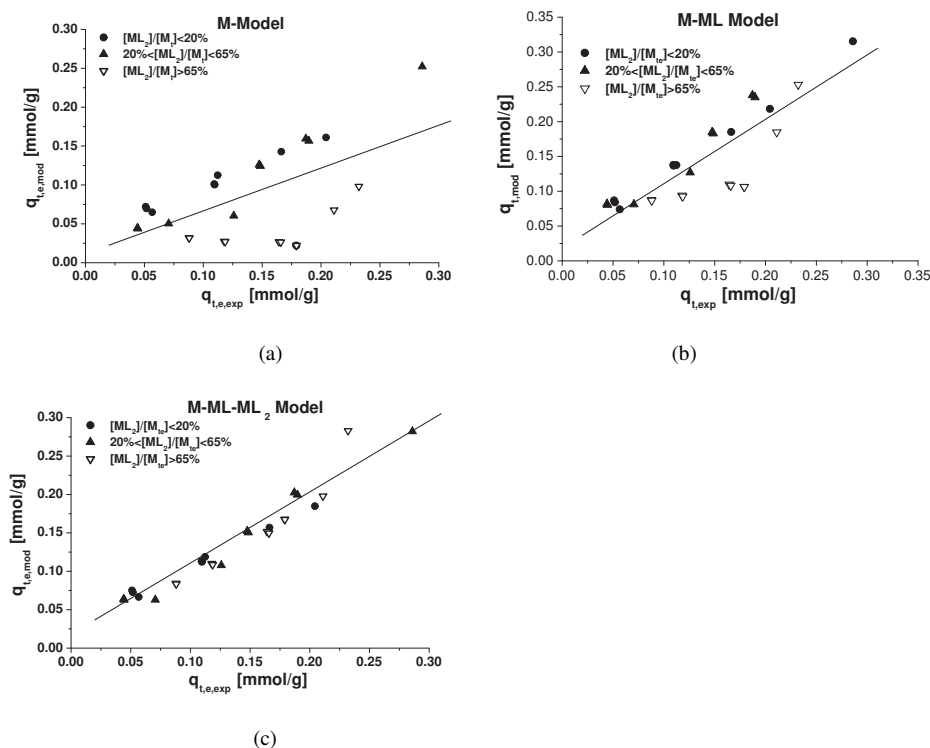 M-Model
[ML2]/[Mt]<20%
20%<[ML2]/[Mt]<65%
[ML2]/[Mt]>65%
0.25
0.20
0.15
0.10
0.05
0.00
qt,e,mod [mmol/g]
0.00 0.05 0.10 0.15 0.20 0.25 0.30
qt,e,exp [mmol/g]
(a)
M-ML Model
[ML2]/[Mte]<20%
20%<[ML2]/[Mte]<65%
[ML2]/[Mte]>65%
0.35
0.30
0.25
0.20
0.15
0.10
0.05
0.00
qt,mod [mmol/g]
0.00 0.05 0.10 0.15 0.20 0.25 0.30 0.35
qt,exp [mmol/g]
(b)
M-ML-ML2 Model
[ML2]/[Mte]<20%
20%<[ML2]/[Mte]<65%
[ML2]/[Mte]>65%
0.30
0.25
0.20
0.15
0.10
0.05
0.00
qt,e,mod [mmol/g]
0.00 0.05 0.10 0.15 0.20 0.25 0.30
qt,e,exp [mmol/g]
(c)